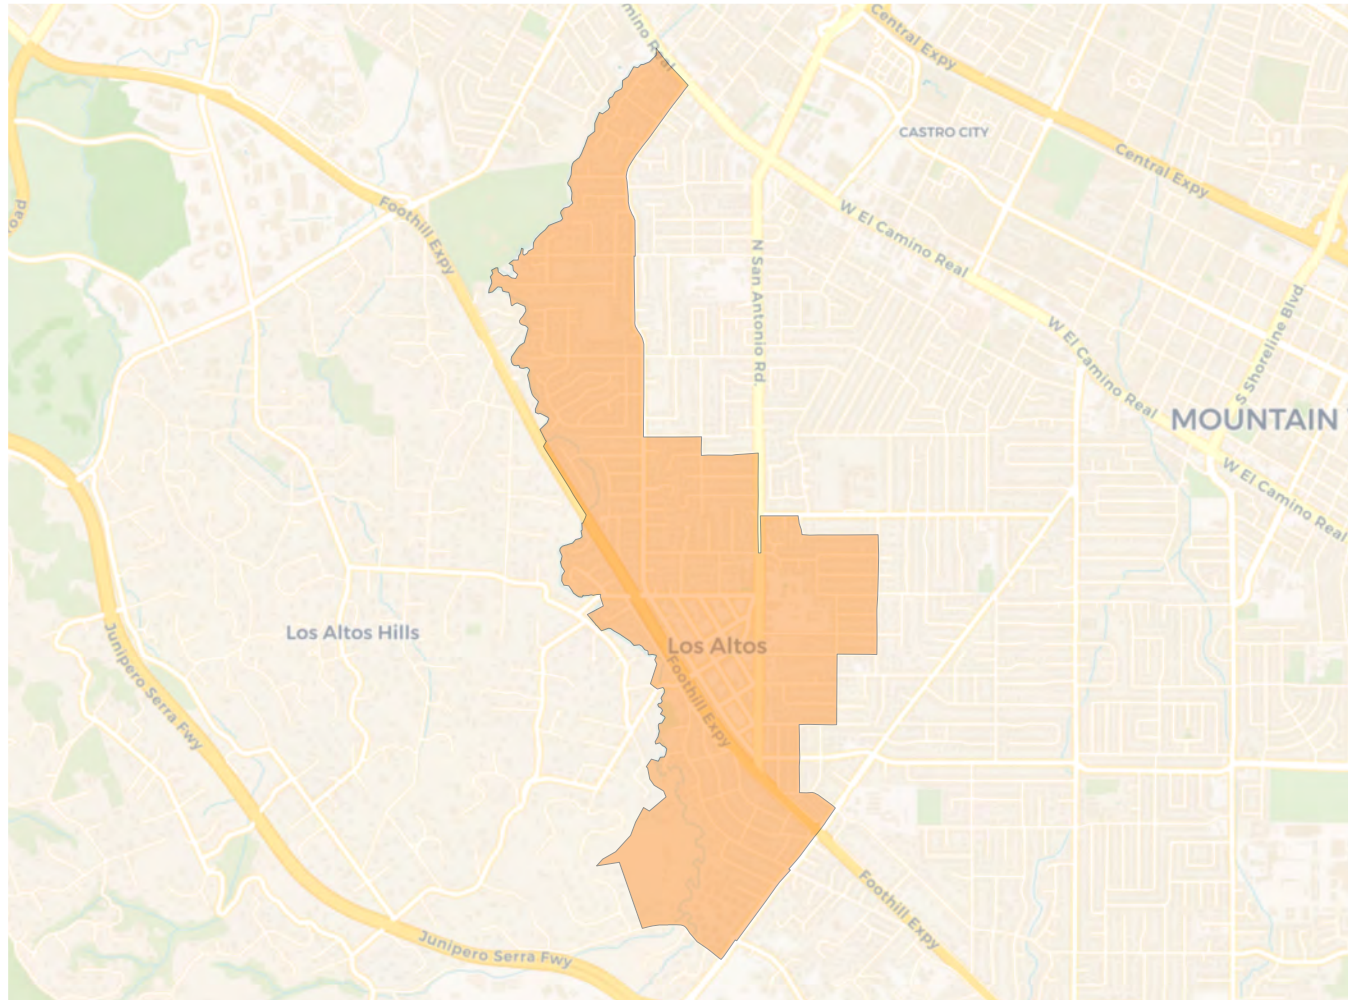 mino Real
Central Expy
CASTRO CITY
Central Expy
Foothill Expy
road
W El Camino Real
N San Antonio Rd.
S Shoreline Blvd.
W El Camino Real
MOUNTAIN
W El Camino Real
Los Altos Hills
Los Altos
Junipero Serra Fwy
Foothill Expy
Foothill Expy
Junipero Serra Fwy